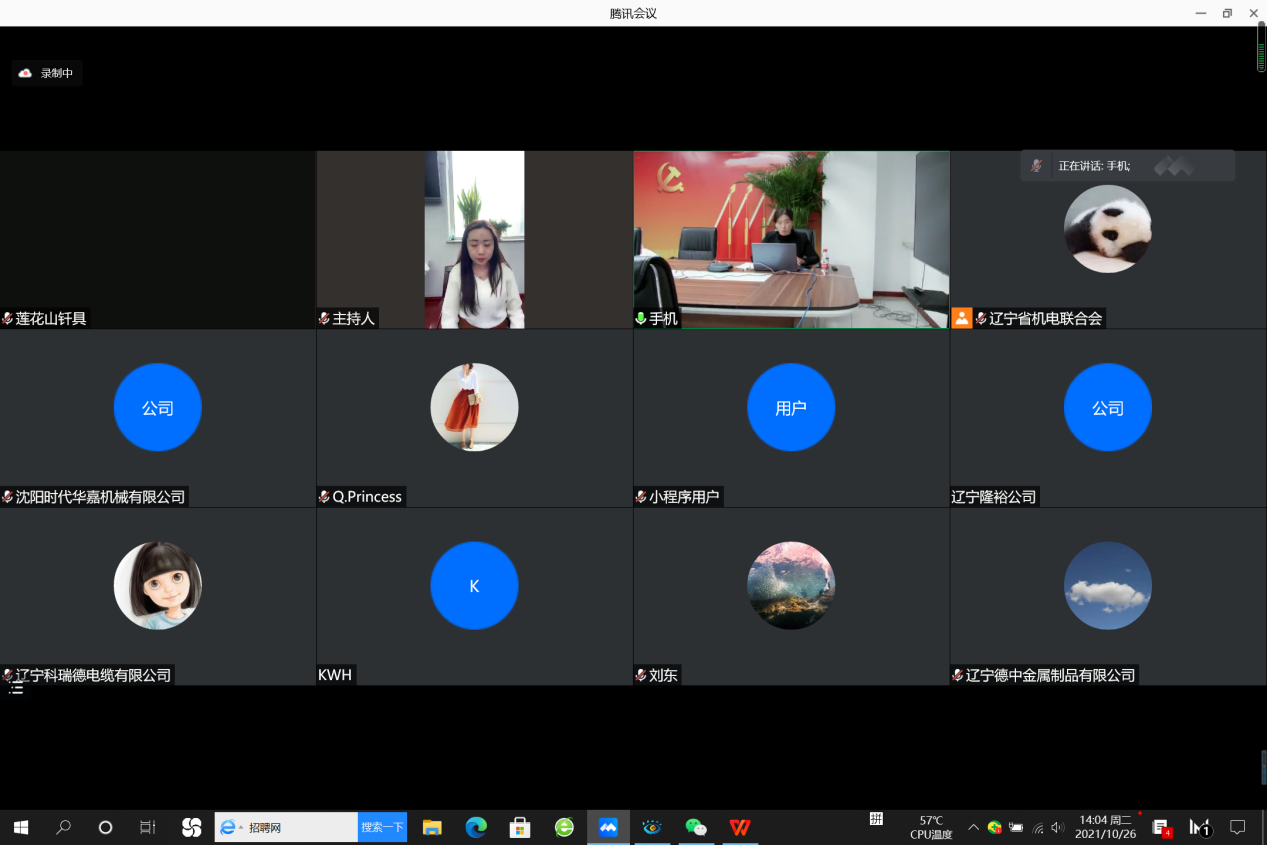 腾讯会议
录制中
正在讲话: 手机;
莲花山钎具
主持人
手机
辽宁省机电联合会
公司
用户
公司
沈阳时代华嘉机械有限公司
Q.Princess
小程序用户
辽宁隆裕公司
K
辽宁科瑞德电缆有限公司
KWH
刘东
辽宁德中金属制品有限公司
招聘网
搜索一下
拼
57℃
CPU温度
14:04 周二
2021/10/26
4
1